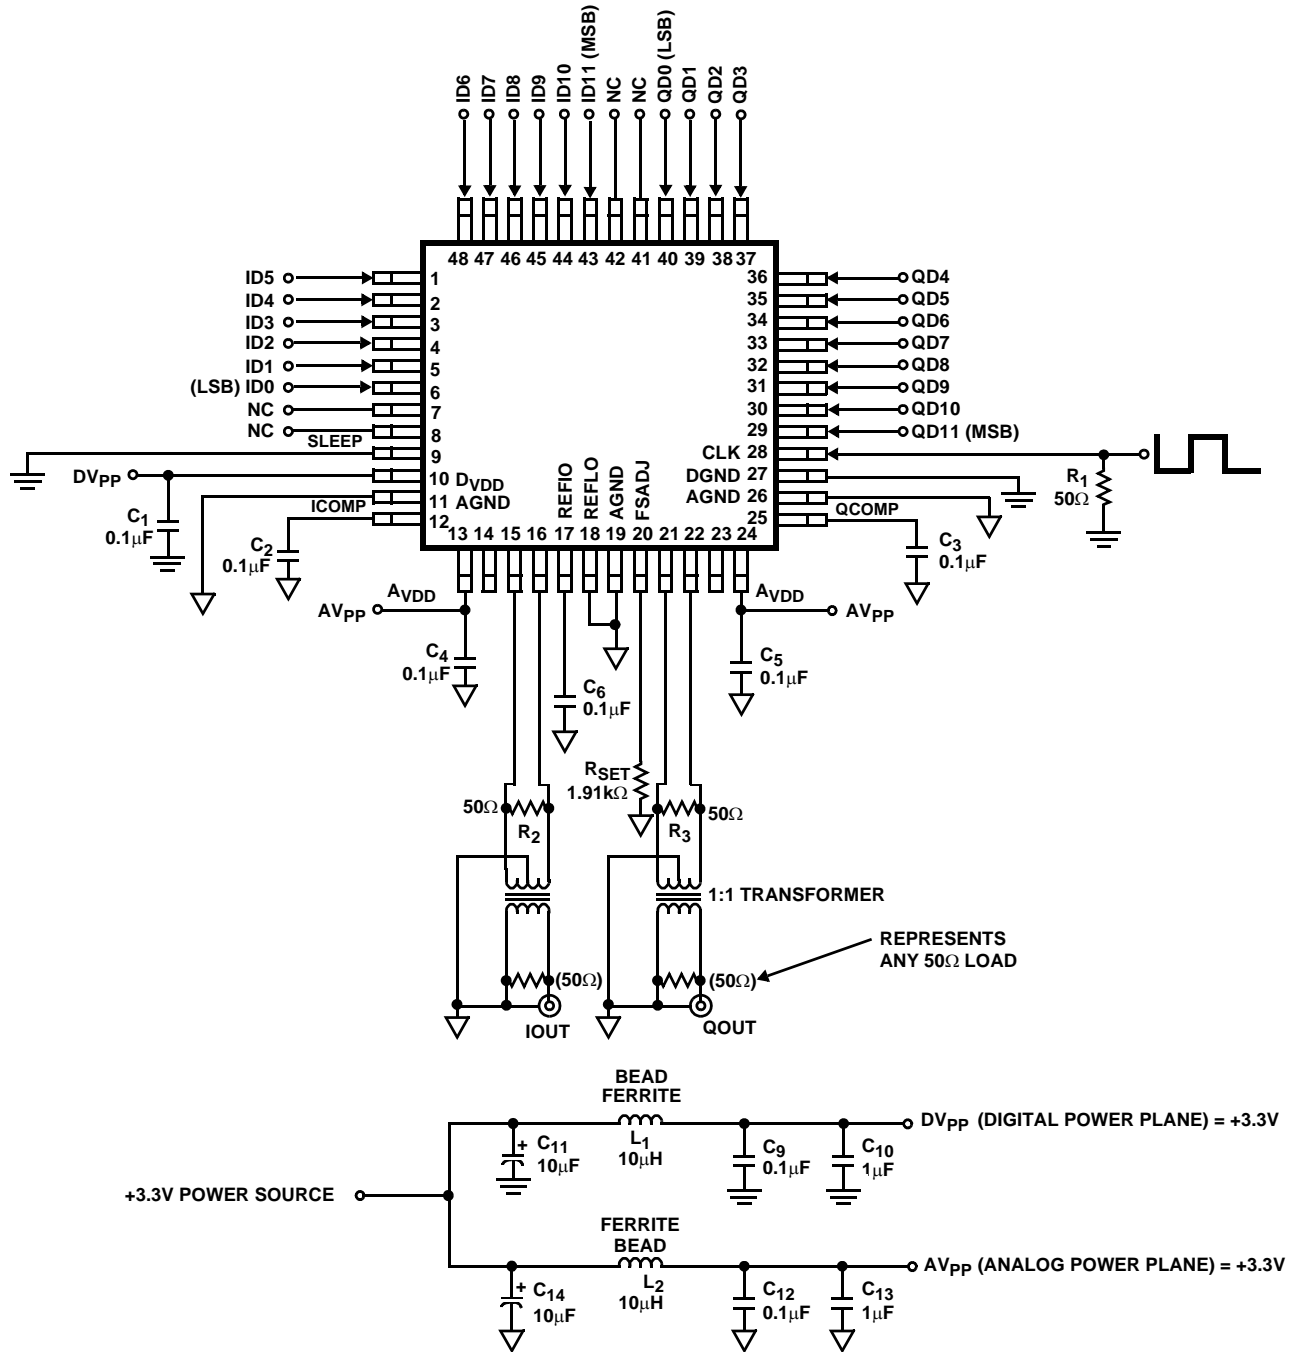 ID6
ID7
ID8
ID9
ID10
ID11 (MSB)
NC
NC
QD0 (LSB)
QD1
QD2
QD3
48 47 46 45 44 43 42 41 40 39 38 37
ID5
ID4
ID3
ID2
ID1
(LSB) ID0
NC
NC
SLEEP
DVPP
ICOMP
1
2
3
4
5
6
7
8
9
10 DVDD
11 AGND
12
36
35
34
33
32
31
30
29
CLK 28
DGND 27
AGND 26
25
QD4
QD5
QD6
QD7
QD8
QD9
QD10
QD11 (MSB)
QCOMP
R1
50Ω
C1
0.1μF
C2
0.1μF
C3
0.1μF
REFIO
REFLO
AGND
FSADJ
13 14 15 16 17 18 19 20 21 22 23 24
AVPP
AVDD
AVDD
AVPP
C4
0.1μF
C6
0.1μF
C5
0.1μF
RSET
1.91kΩ
50Ω
R2
R3
50Ω
1:1 TRANSFORMER
REPRESENTS
ANY 50Ω LOAD
(50Ω)
(50Ω)
IOUT
QOUT
BEAD
FERRITE
L1
10μH
+
C11
10μF
C9
0.1μF
C10
1μF
DVPP (DIGITAL POWER PLANE) = +3.3V
+3.3V POWER SOURCE
FERRITE
BEAD
L2
10μH
+
C14
10μF
C12
0.1μF
C13
1μF
AVPP (ANALOG POWER PLANE) = +3.3V